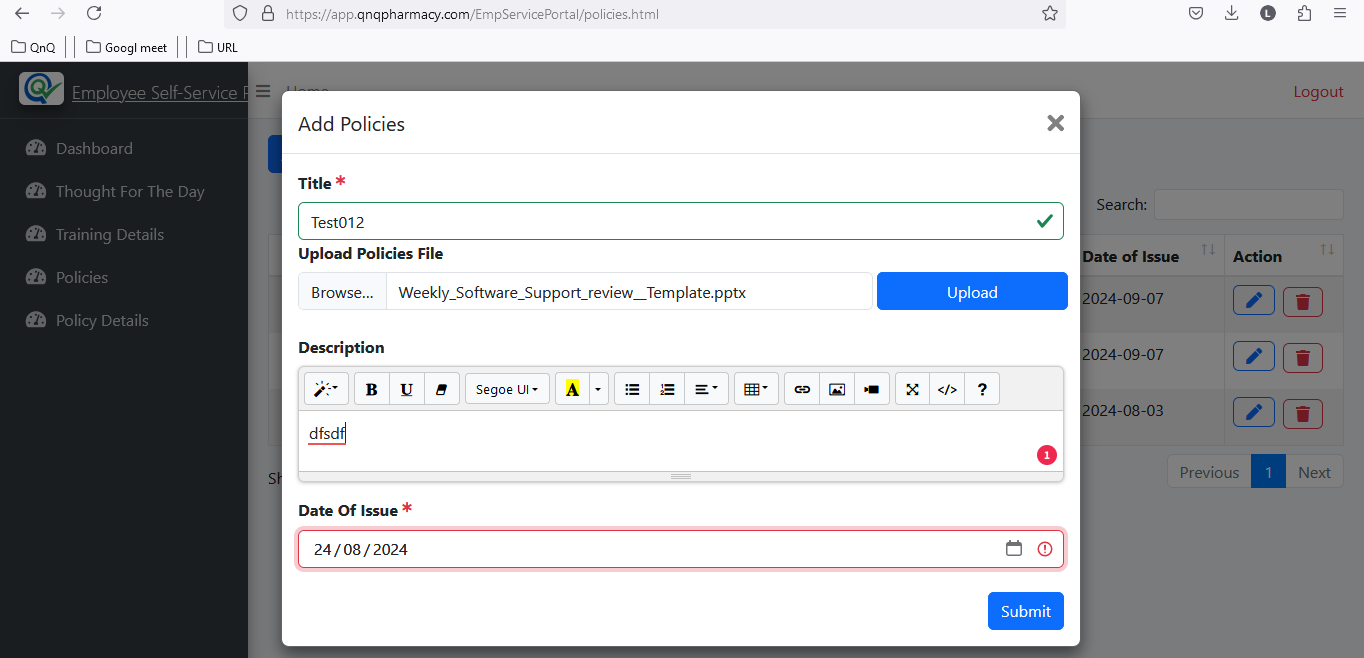 https://app.qnqpharmacy.com/EmpServicePortal/policies.html
L
QnQ
Googl meet
URL
Employee Self-Service
Home
Logout
Dashboard
Thought For The Day
Training Details
Policies
Policy Details
Add Policies
Title *
Test012
Upload Policies File
Browse... Weekly_Software_Support_review__Template.pptx
Upload
Description
B U Segoe UI A </> ?
dfsdf
1
Date Of Issue *
24/08/2024
Submit
Search:
Date of Issue Action
2024-09-07
2024-09-07
2024-08-03
Previous 1 Next